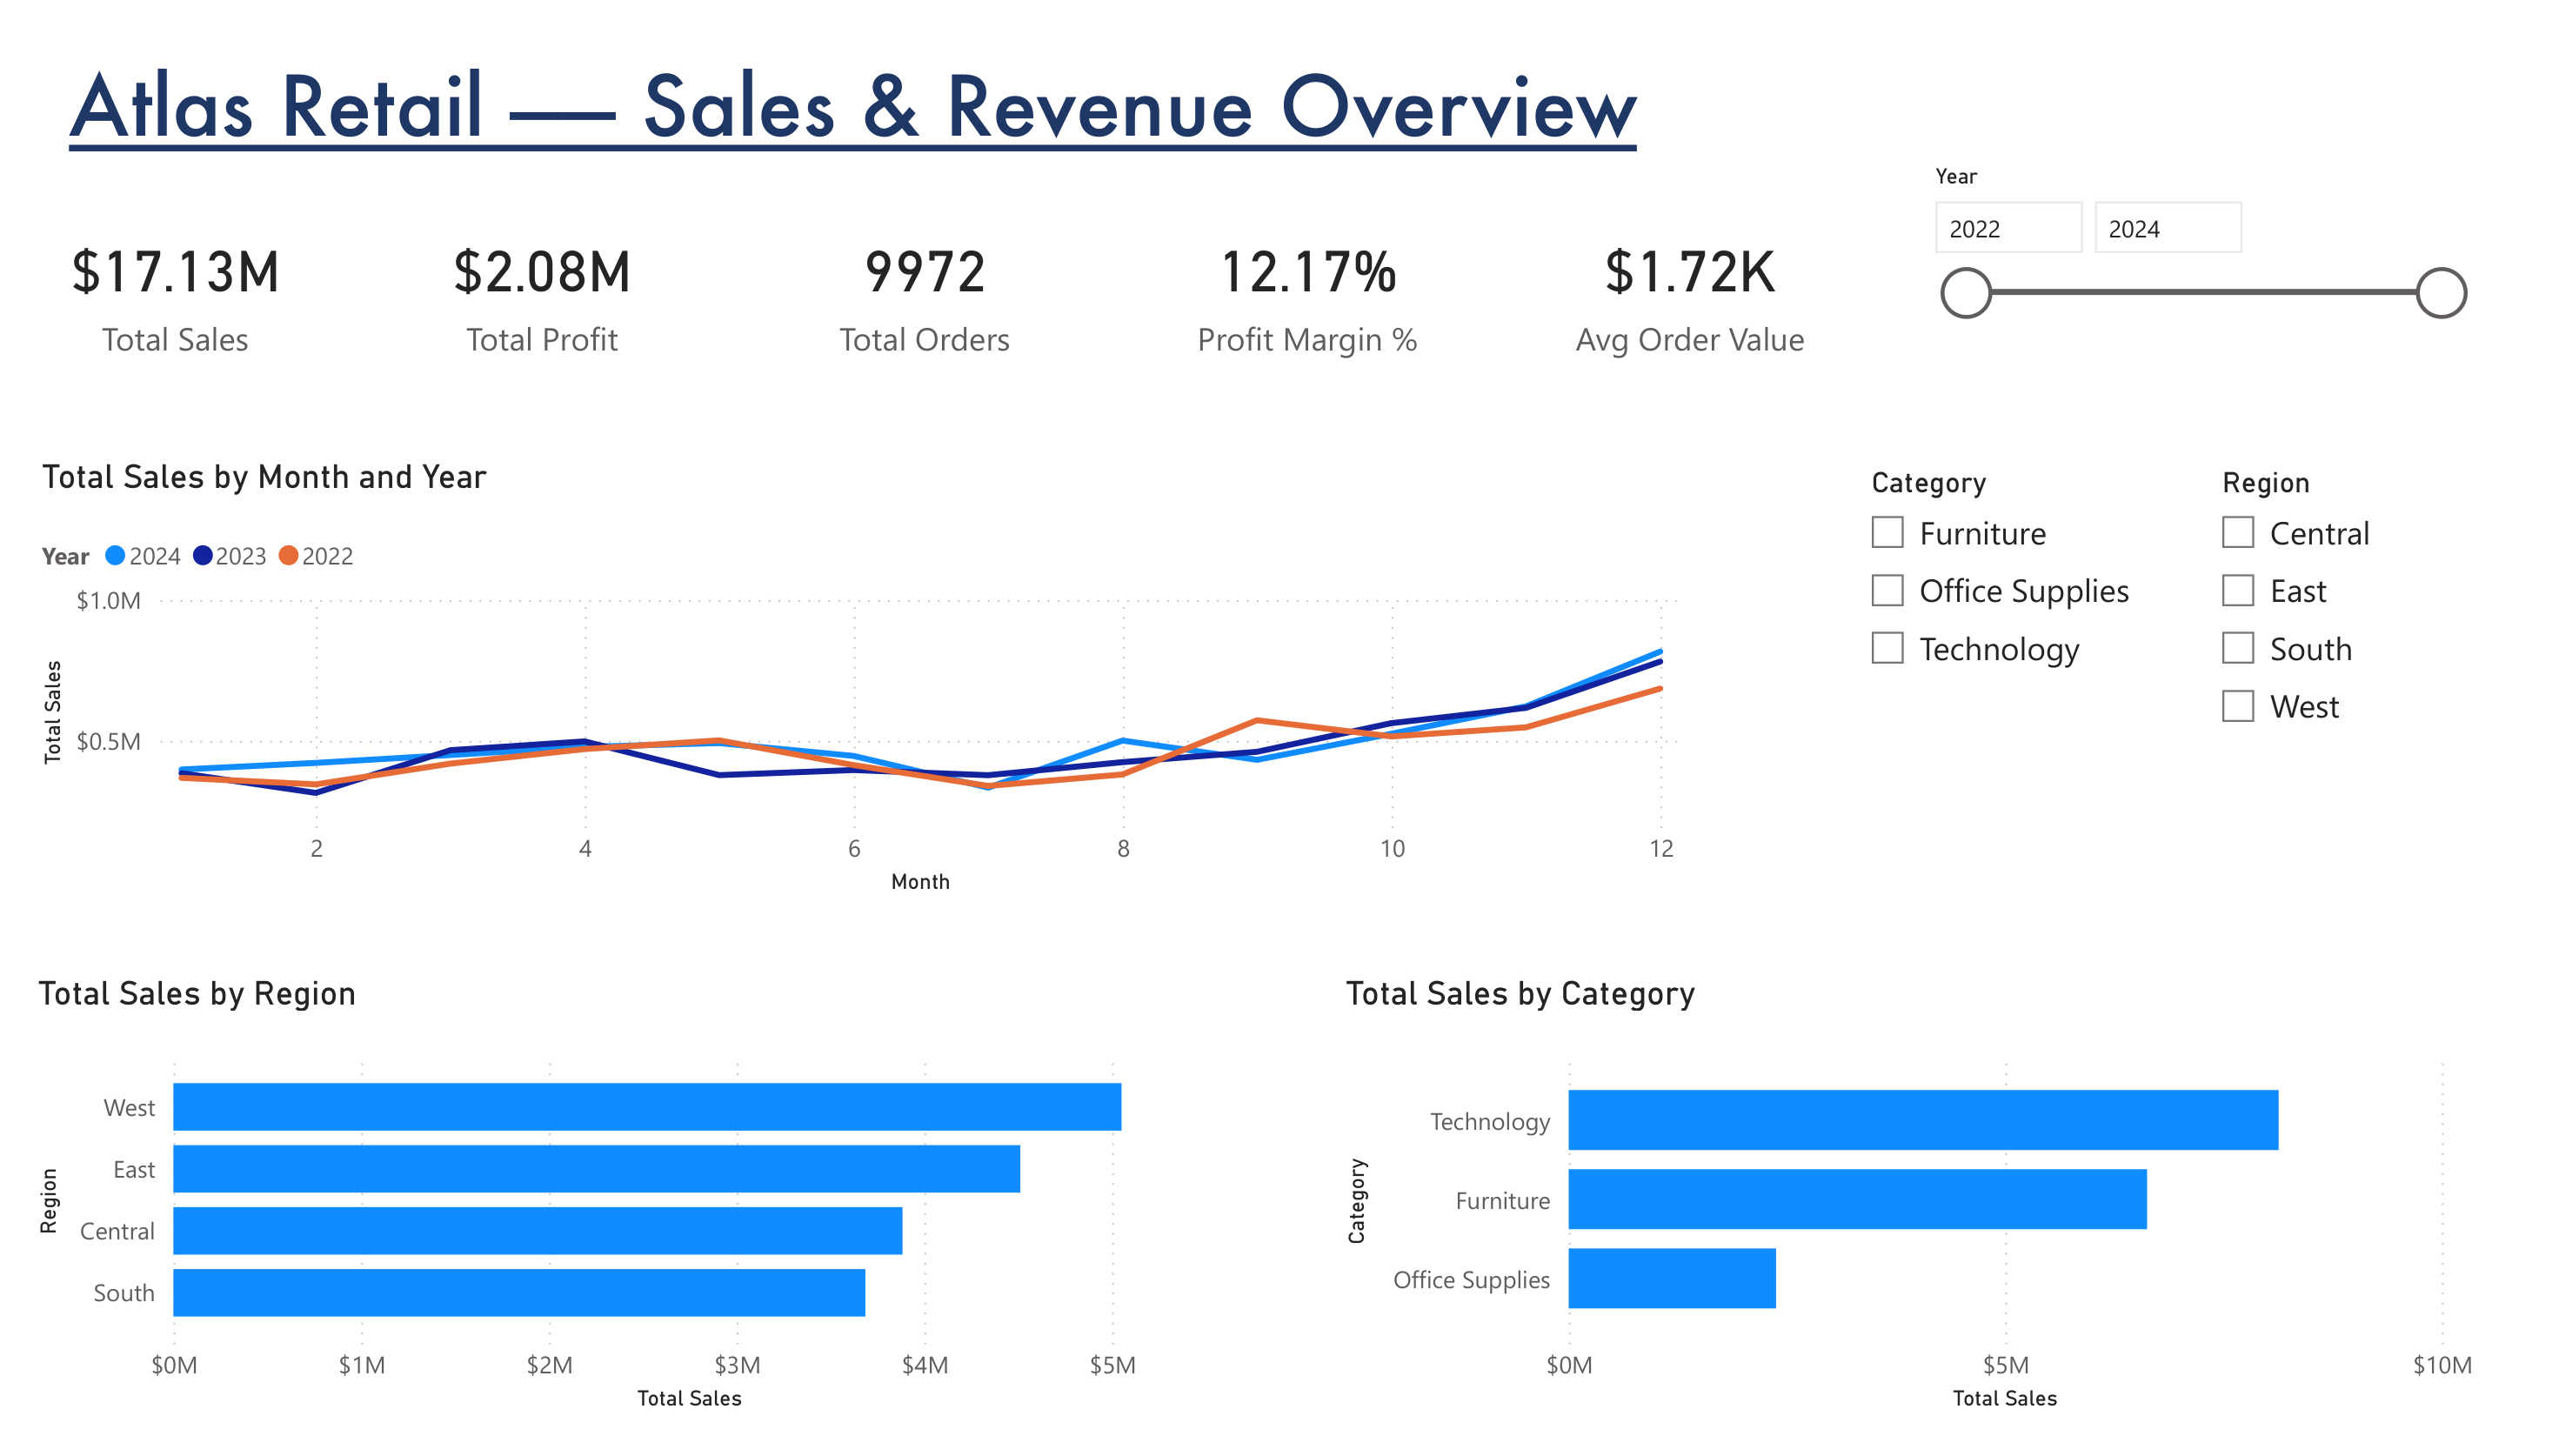 Atlas Retail — Sales & Revenue Overview
Year
2022 2024
$17.13M
Total Sales
$2.08M
Total Profit
9972
Total Orders
12.17%
Profit Margin %
$1.72K
Avg Order Value
Total Sales by Month and Year
Year 2024 2023 2022
$1.0M
$0.5M
Total Sales
2 4 6 8 10 12
Month
Category
Furniture
Office Supplies
Technology
Region
Central
East
South
West
Total Sales by Region
Region
West
East
Central
South
$0M $1M $2M $3M $4M $5M
Total Sales
Total Sales by Category
Category
Technology
Furniture
Office Supplies
$0M $5M $10M
Total Sales